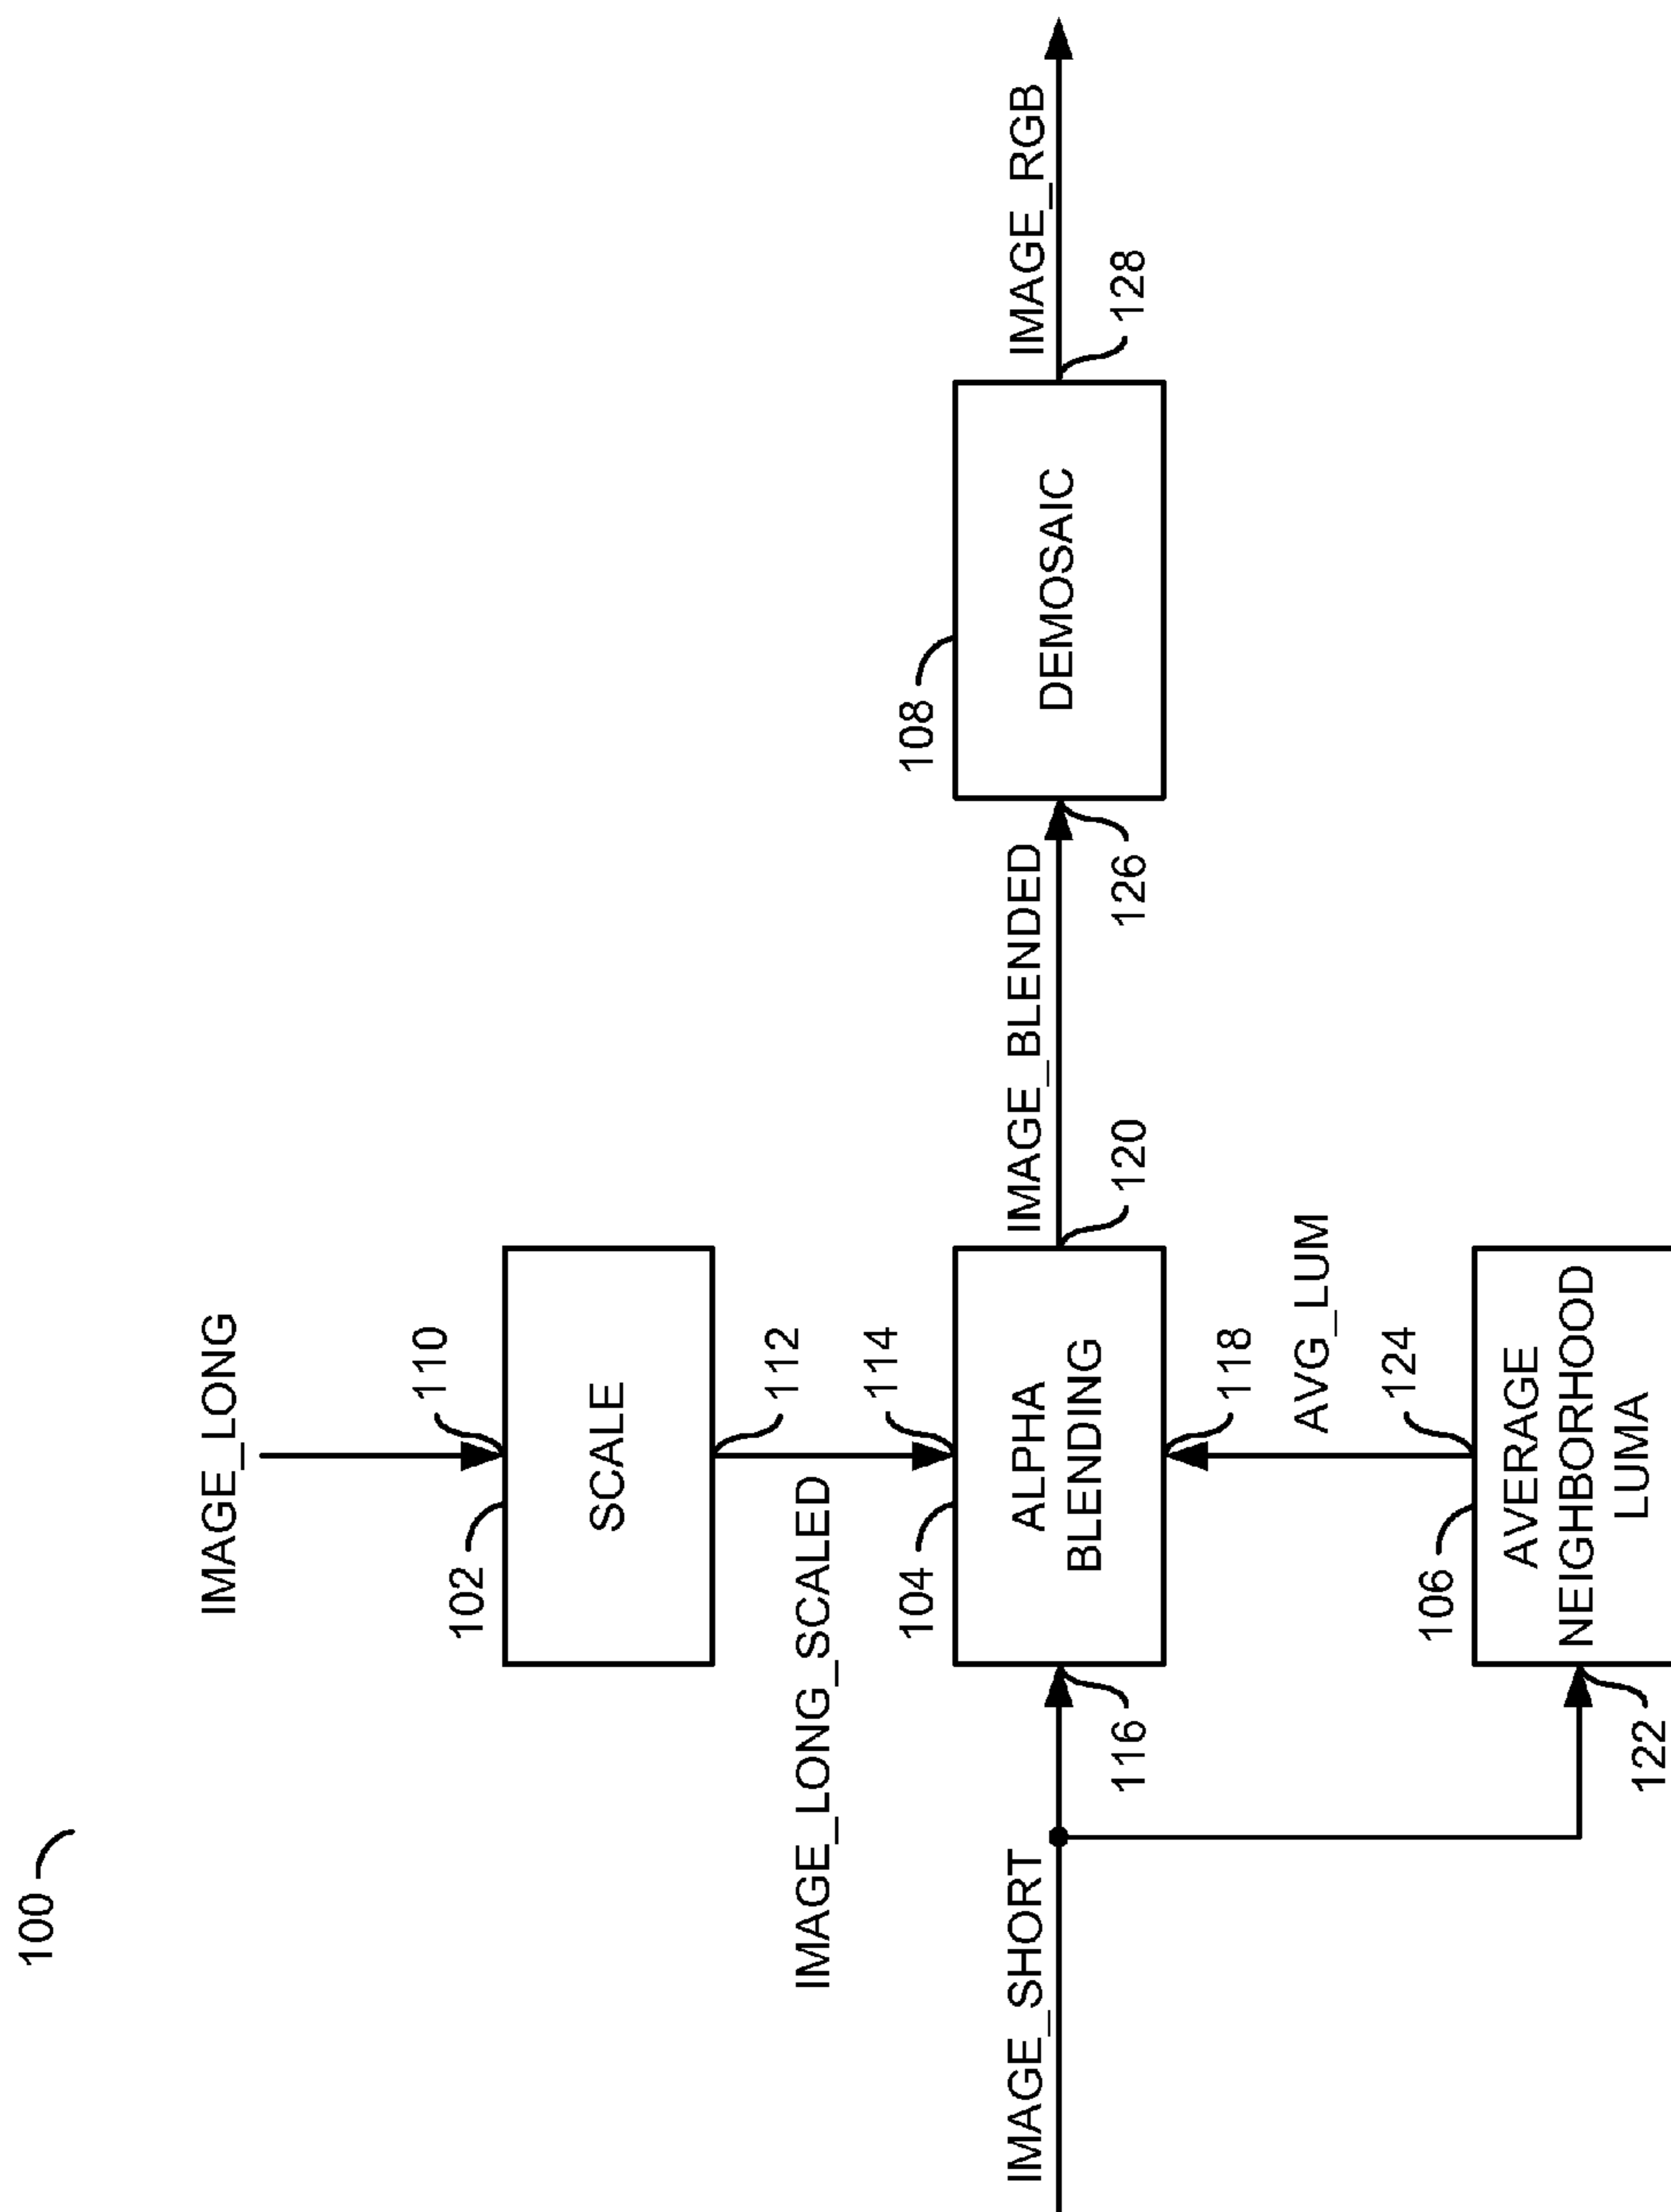 100
IMAGE_LONG
110
102
SCALE
112
IMAGE_LONG_SCALED
114
104
ALPHA
BLENDING
IMAGE_SHORT
116
118
120
IMAGE_BLENDED
126
108
DEMOSAIC
128
IMAGE_RGB
AVG_LUM
124
106
AVERAGE
NEIGHBORHOOD
LUMA
122